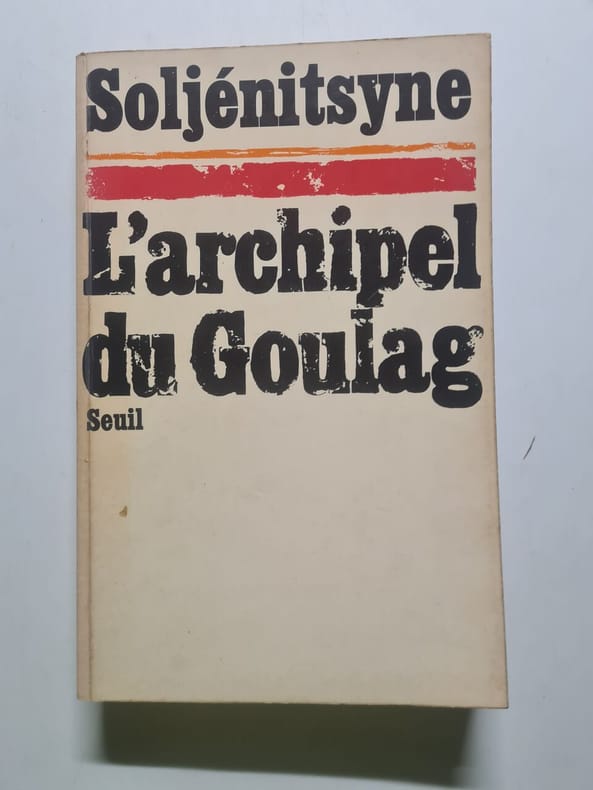 Soljénitsyne
L'archipel
du Goulag
Seuil